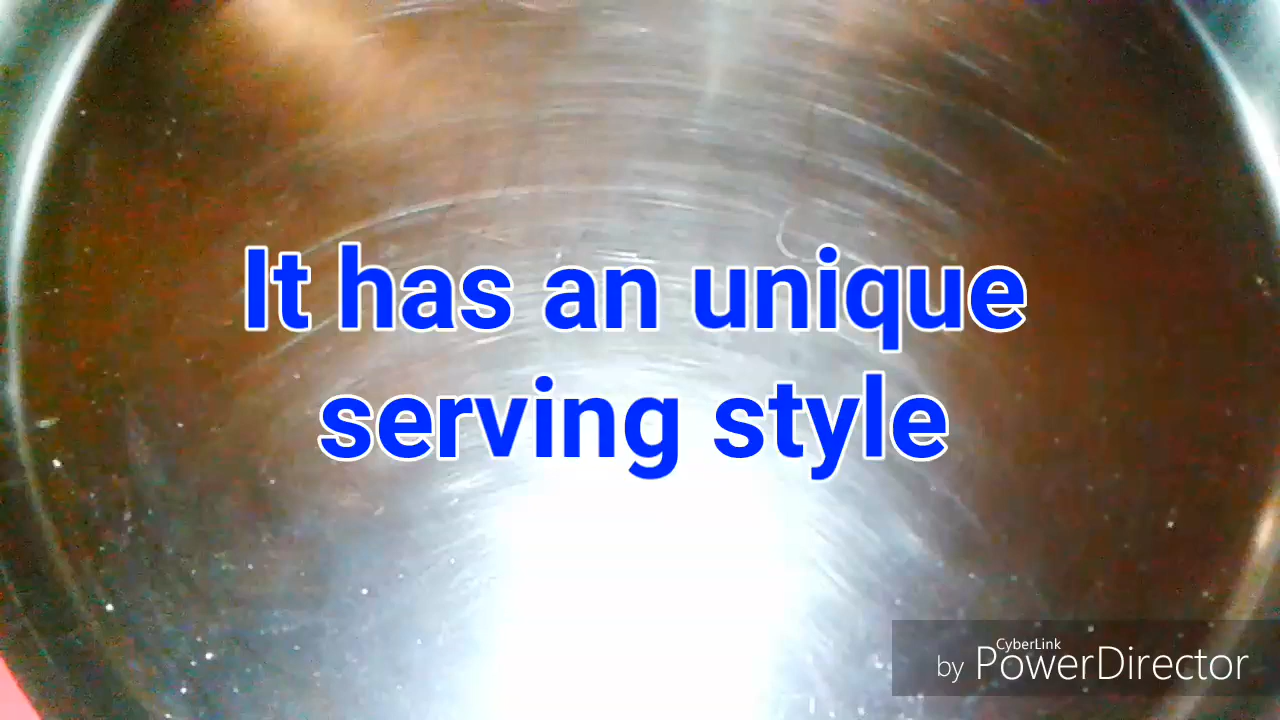 It has an unique
serving style
CyberLink
by PowerDirector